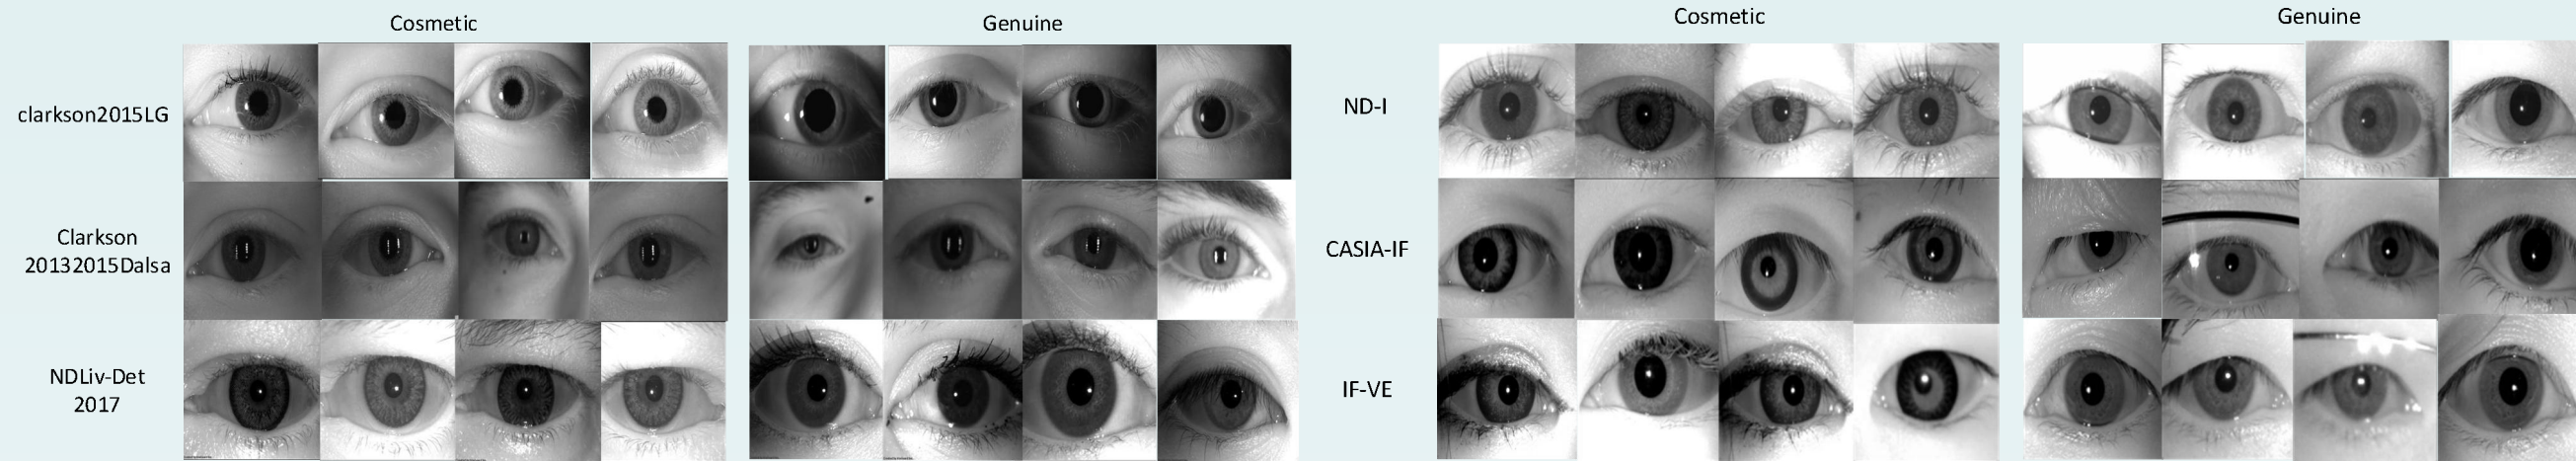 Cosmetic
Genuine
clarkson2015LG
Clarkson
20132015Dalsa
NDLiv-Det
2017
Cosmetic
Genuine
ND-I
CASIA-IF
IF-VE